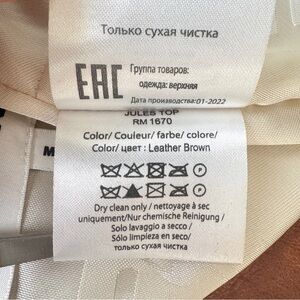 Только сухая чистка
EAC
Группа товаров:
одежда: верхняя
Дата производства:01-2022
JULES TOP
RM 1670
Color/ Couleur/ farbe/ colore/
Color/ цвет : Leather Brown
Dry clean only / nettoyage à sec
uniquement/Nur chemische Reinigung /
Solo lavaggio a secco /
Solo limpieza en seco/
только сухая чистка